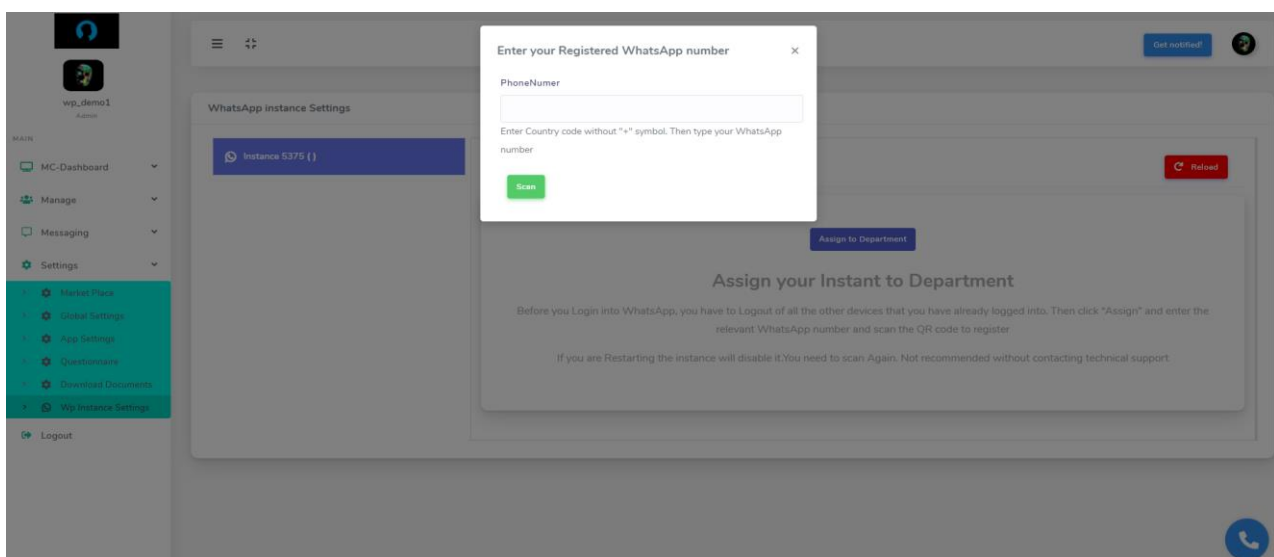 wp_demo1
Admin
MAIN
MC-Dashboard
Manage
Messaging
Settings
Market Place
Global Settings
App Settings
Questionnaire
Download Documents
Wp Instance Settings
Logout
Get notified!
WhatsApp instance Settings
Instance 5375 ( )
Enter your Registered WhatsApp number ×
PhoneNumer
Enter Country code without "+" symbol. Then type your WhatsApp
number
Scan
Reload
Assign to Department
Assign your Instant to Department
Before you Login into WhatsApp, you have to Logout of all the other devices that you have already logged into. Then click "Assign" and enter the
relevant WhatsApp number and scan the QR code to register
If you are Restarting the instance will disable it.You need to scan Again. Not recommended without contacting technical support